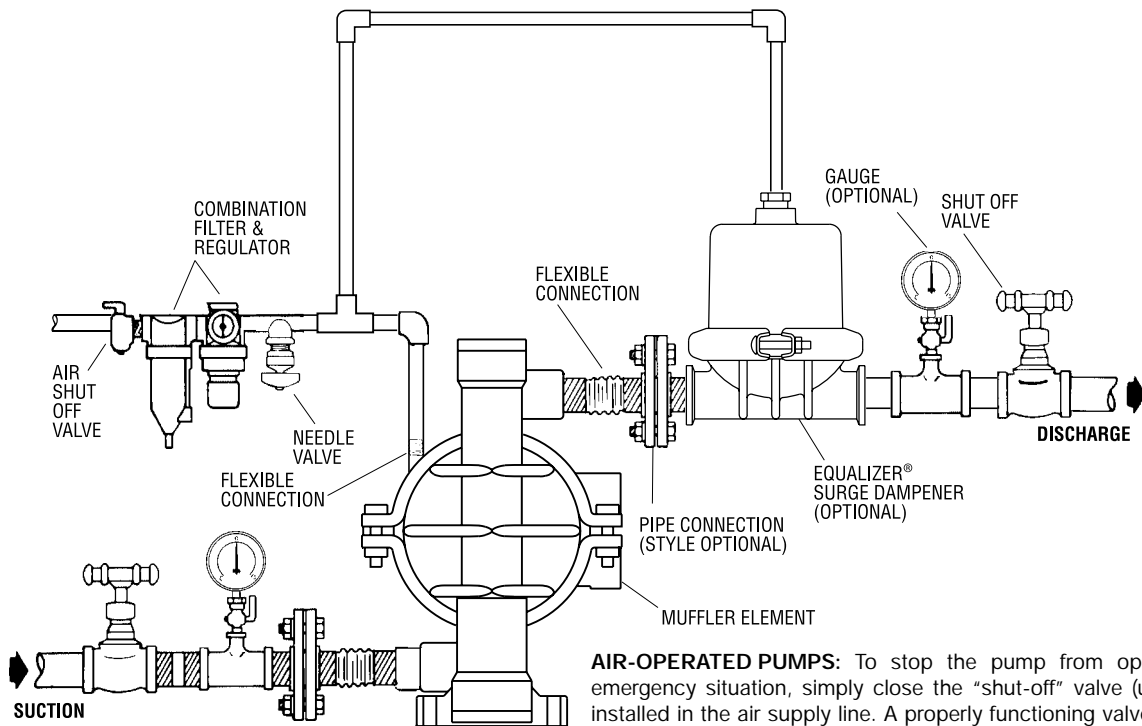 COMBINATION
FILTER &
REGULATOR
GAUGE
(OPTIONAL)
SHUT OFF
VALVE
FLEXIBLE
CONNECTION
AIR
SHUT
OFF
VALVE
NEEDLE
VALVE
DISCHARGE
FLEXIBLE
CONNECTION
EQUALIZER®
SURGE DAMPENER
(OPTIONAL)
PIPE CONNECTION
(STYLE OPTIONAL)
MUFFLER ELEMENT
SUCTION
AIR-OPERATED PUMPS: To stop the pump from
emergency situation, simply close the “shut-off” valve
installed in the air supply line. A properly functioning